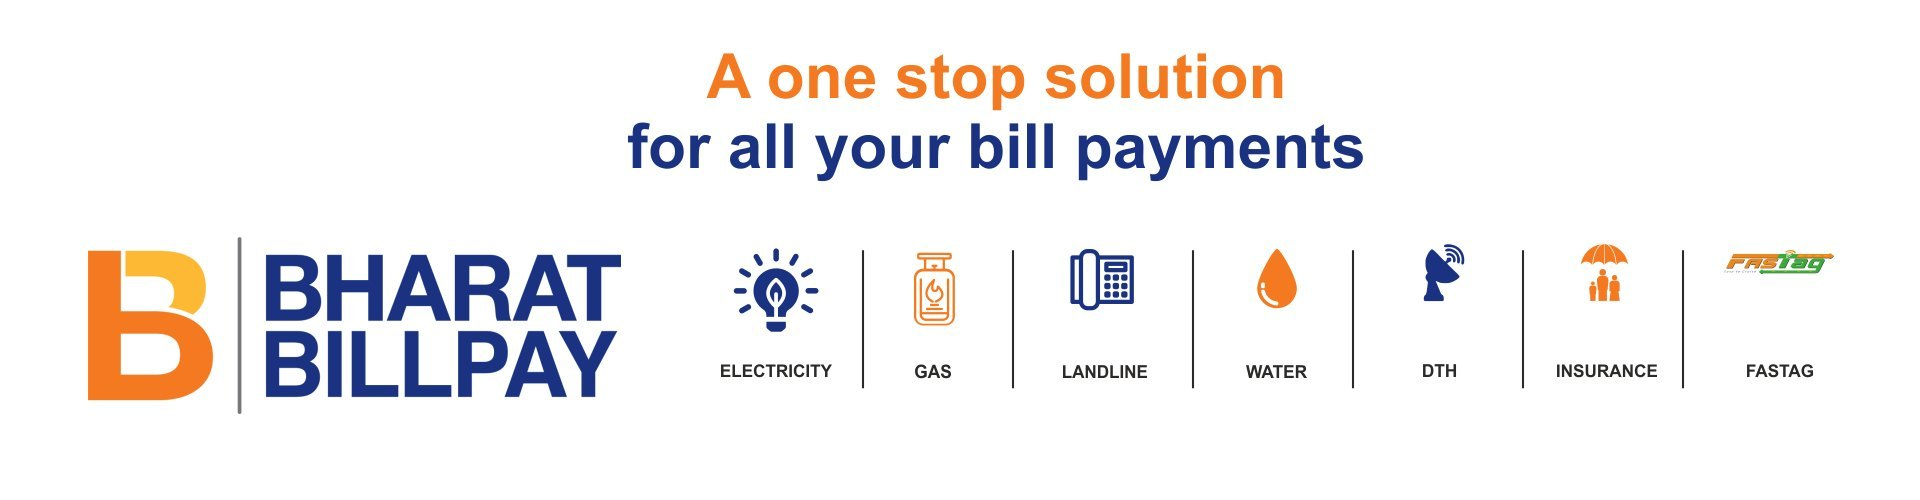 A one stop solution
for all your bill payments
BHARAT
BILLPAY
ELECTRICITY
GAS
LANDLINE
WATER
DTH
INSURANCE
FASTag
FASTAG